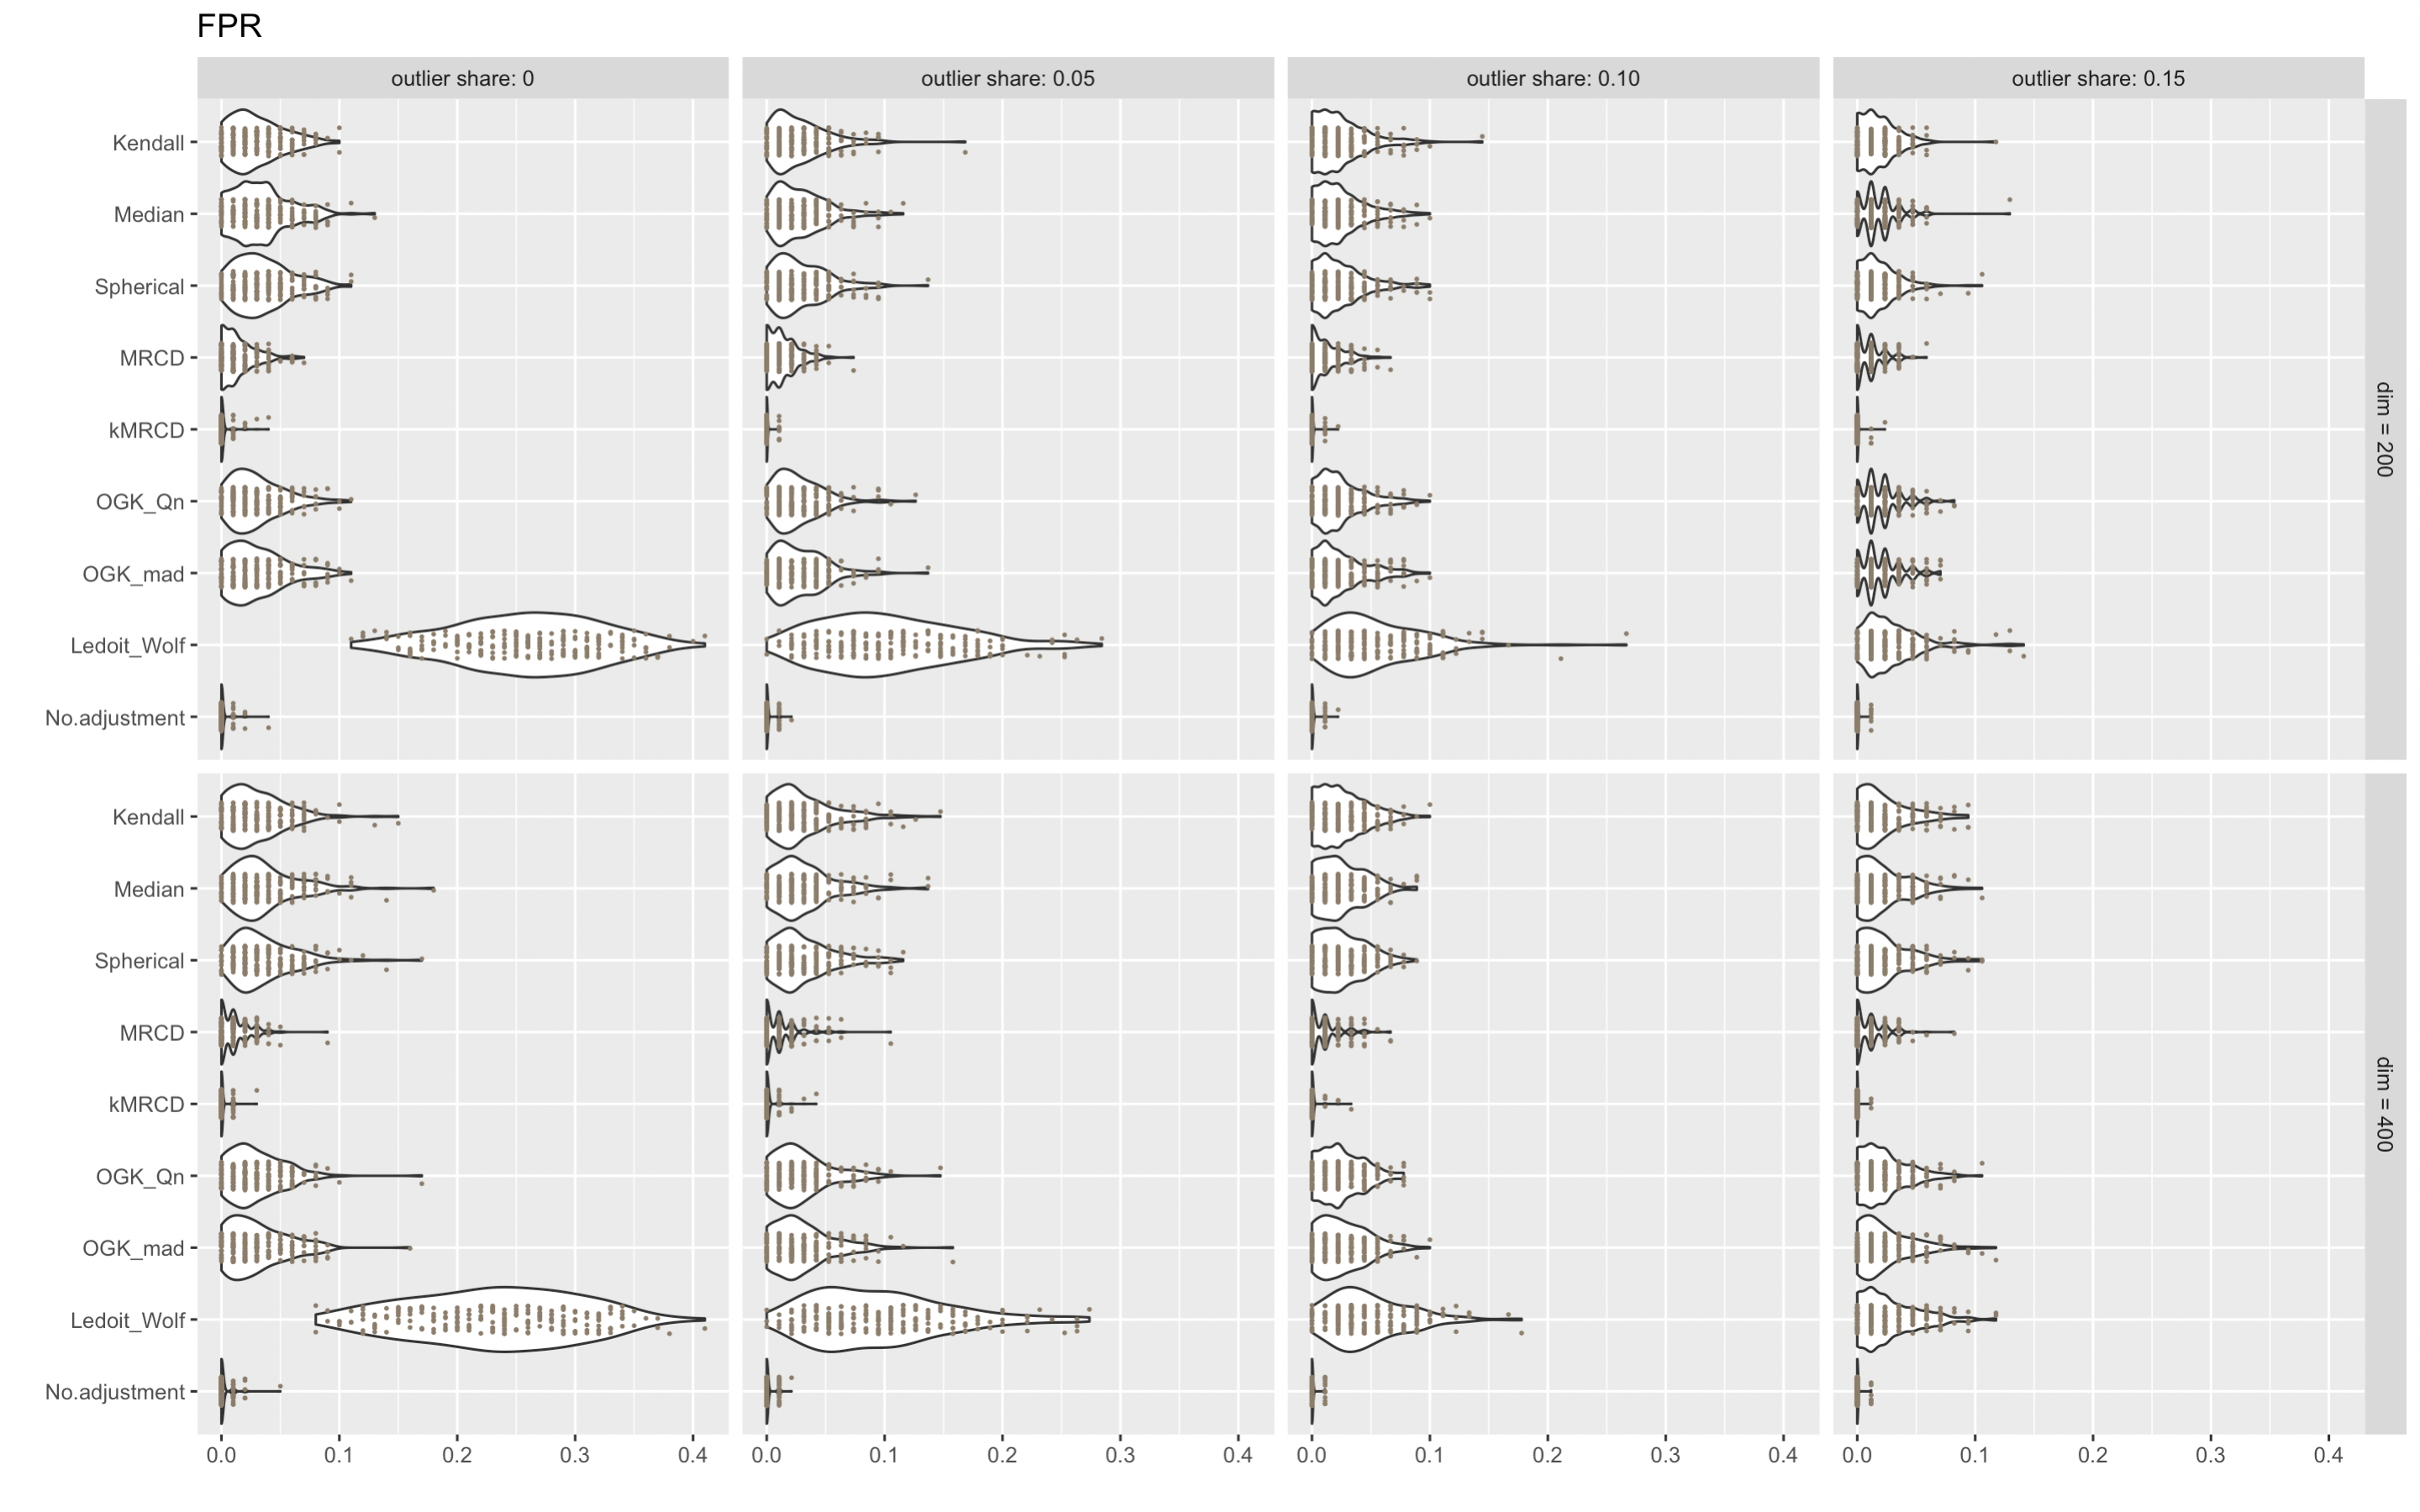 FPR
outlier share: 0
outlier share: 0.05
outlier share: 0.10
outlier share: 0.15
Kendall
Median
Spherical
MRCD
kMRCD
OGK_Qn
OGK_mad
Ledoit_Wolf
No.adjustment
dim = 200
Kendall
Median
Spherical
MRCD
kMRCD
OGK_Qn
OGK_mad
Ledoit_Wolf
No.adjustment
dim = 400
0.0 0.1 0.2 0.3 0.4
0.0 0.1 0.2 0.3 0.4
0.0 0.1 0.2 0.3 0.4
0.0 0.1 0.2 0.3 0.4